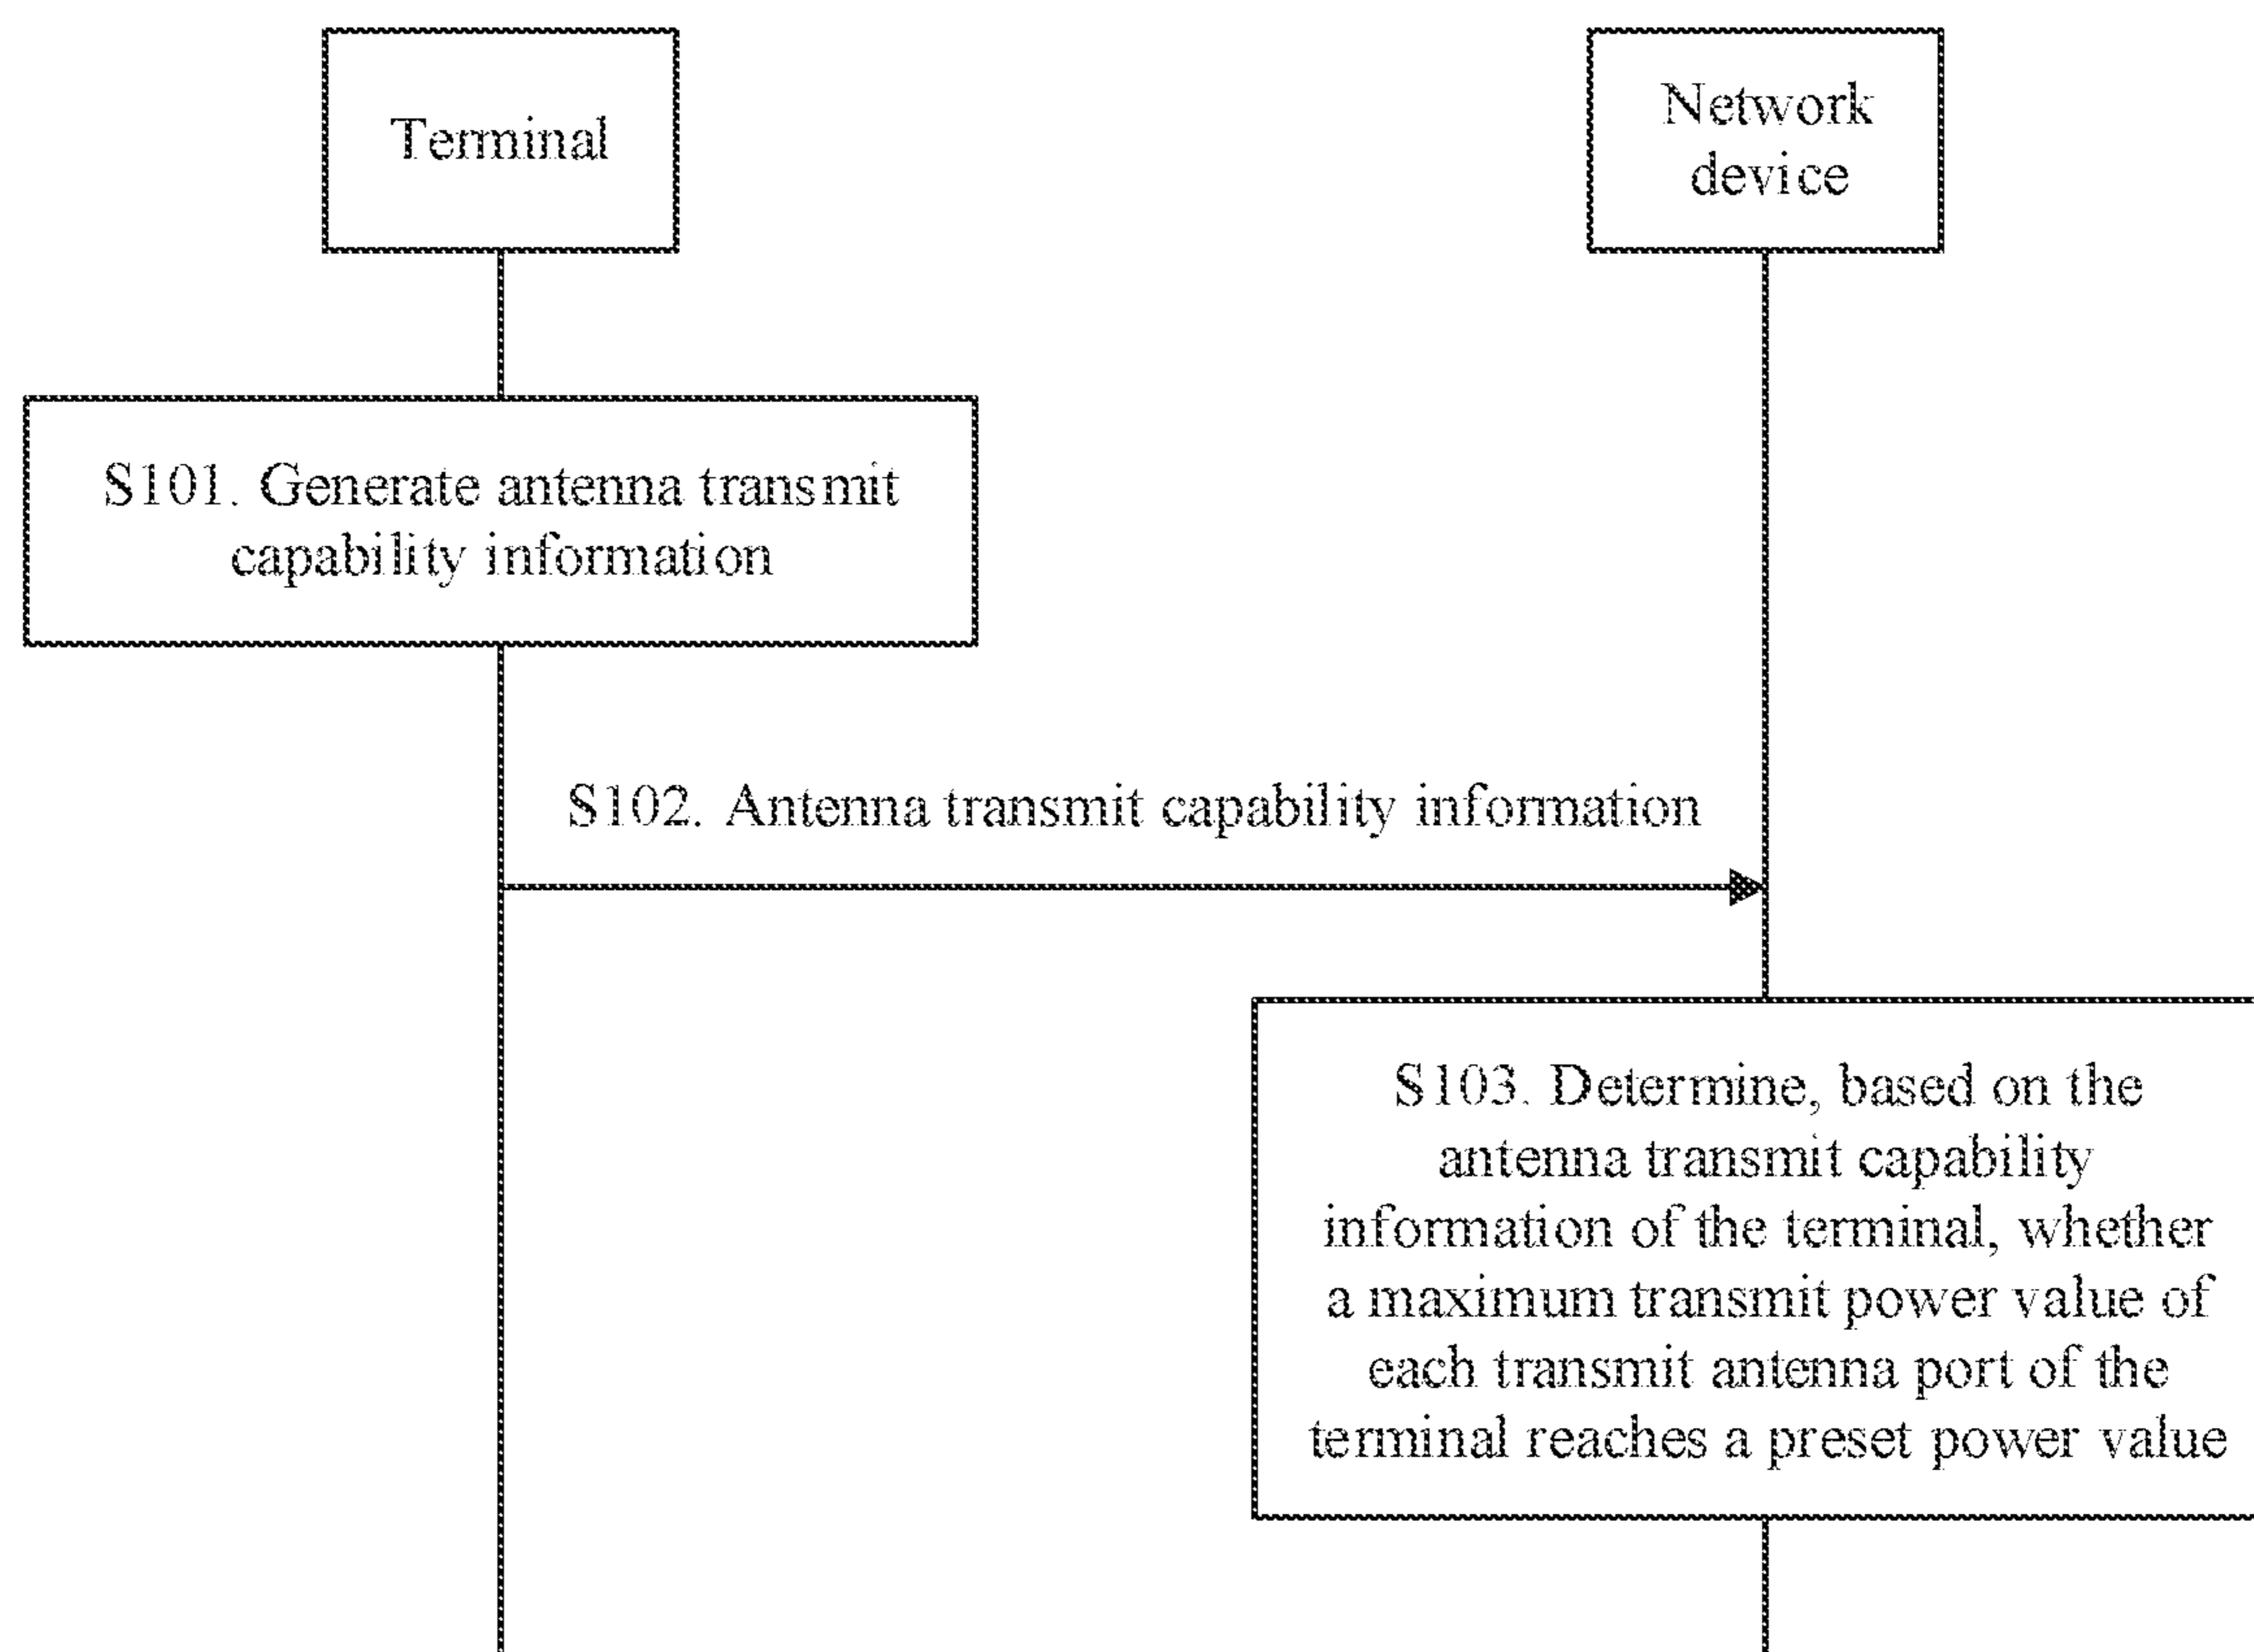 Terminal
Network
device
S101. Generate antenna transmit
capability information
S102. Antenna transmit capability information
S103. Determine, based on the
antenna transmit capability
information of the terminal, whether
a maximum transmit power value of
each transmit antenna port of the
terminal reaches a preset power value